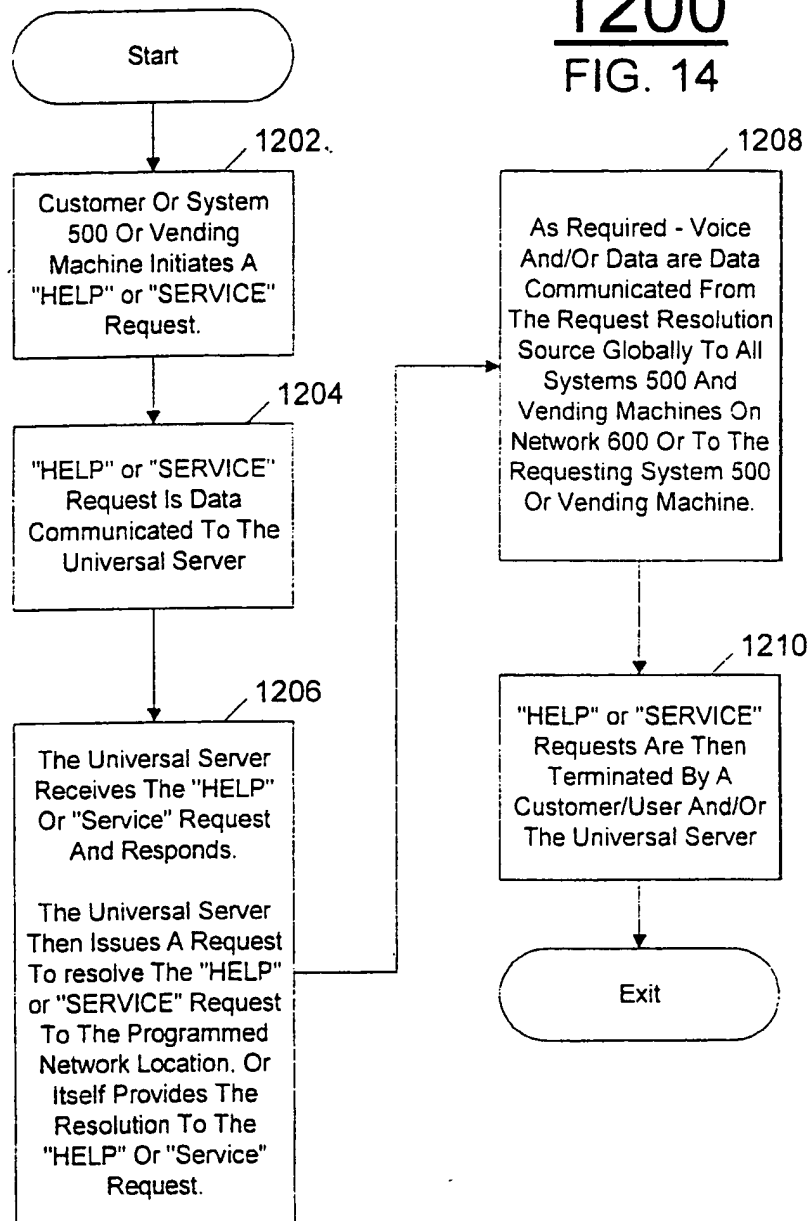 1200
FIG. 14
Start
1202
Customer Or System
500 Or Vending
Machine Initiates A
"HELP" or "SERVICE"
Request.
1204
"HELP" or "SERVICE"
Request Is Data
Communicated To The
Universal Server
1206
The Universal Server
Receives The "HELP"
Or "Service" Request
And Responds.
The Universal Server
Then Issues A Request
To resolve The "HELP"
or "SERVICE" Request
To The Programmed
Network Location, Or
Itself Provides The
Resolution To The
"HELP" Or "Service"
Request.
1208
As Required - Voice
And/Or Data are Data
Communicated From
The Request Resolution
Source Globally To All
Systems 500 And
Vending Machines On
Network 600 Or To The
Requesting System 500
Or Vending Machine.
1210
"HELP" or "SERVICE"
Requests Are Then
Terminated By A
Customer/User And/Or
The Universal Server
Exit